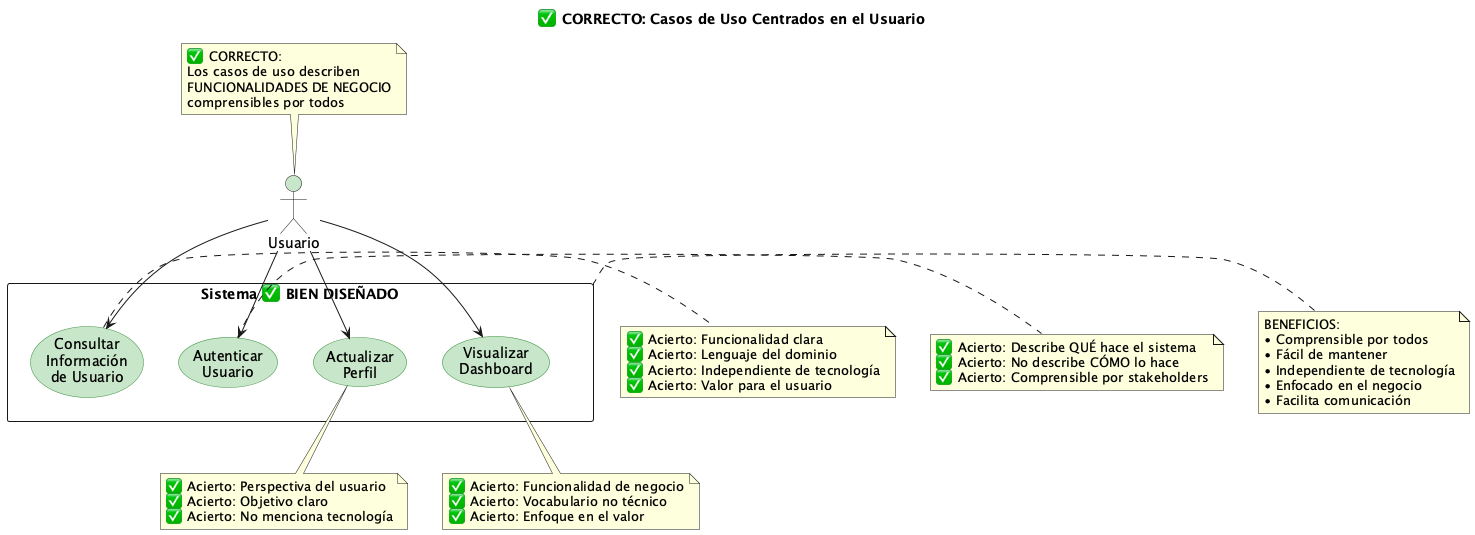 ✅ CORRECTO: Casos de Uso Centrados en el Usuario
✅ CORRECTO:
Los casos de uso describen
FUNCIONALIDADES DE NEGOCIO
comprensibles por todos
Usuario
Sistema ✅ BIEN DISEÑADO
Consultar
Información
de Usuario
Autenticar
Usuario
Actualizar
Perfil
Visualizar
Dashboard
✅ Acierto: Funcionalidad clara
✅ Acierto: Lenguaje del dominio
✅ Acierto: Independiente de tecnología
✅ Acierto: Valor para el usuario
✅ Acierto: Describe QUÉ hace el sistema
✅ Acierto: No describe CÓMO lo hace
✅ Acierto: Comprensible por stakeholders
BENEFICIOS:
• Comprensible por todos
• Fácil de mantener
• Independiente de tecnología
• Enfocado en el negocio
• Facilita comunicación
✅ Acierto: Perspectiva del usuario
✅ Acierto: Objetivo claro
✅ Acierto: No menciona tecnología
✅ Acierto: Funcionalidad de negocio
✅ Acierto: Vocabulario no técnico
✅ Acierto: Enfoque en el valor